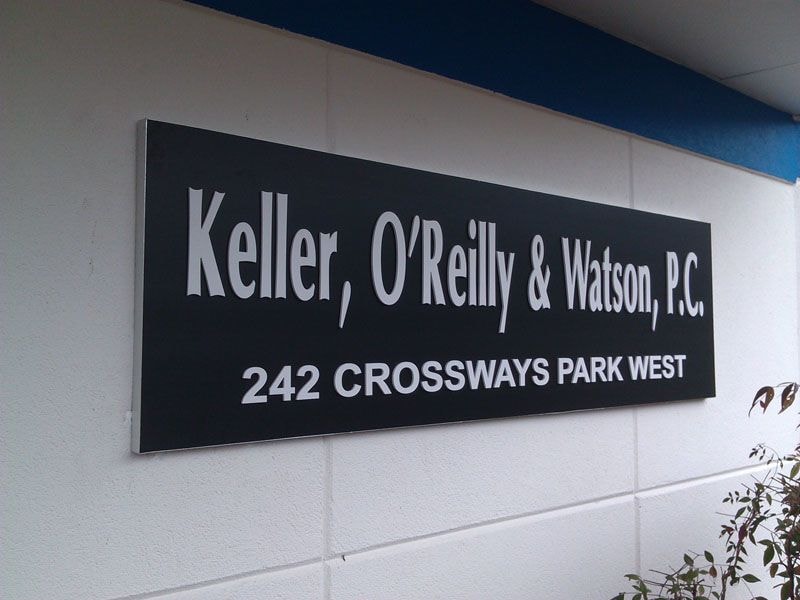 Keller, O'Reilly & Watson, P.C.
242 CROSSWAYS PARK WEST